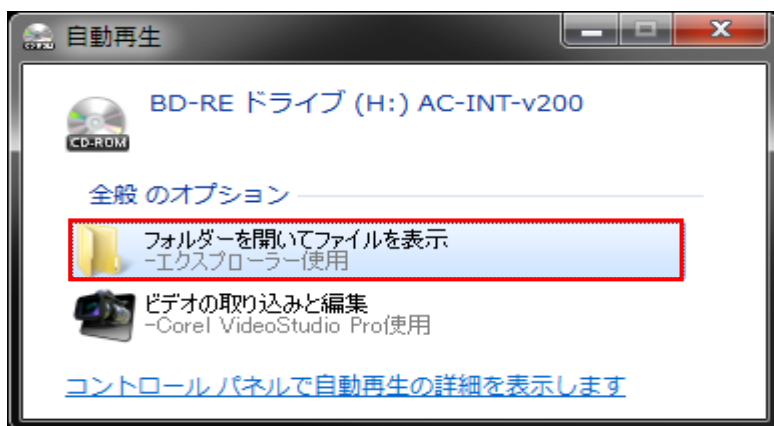 自動再生
BD-RE ドライブ (H:) AC-INT-v200
CD-ROM
全般 のオプション
フォルダーを開いてファイルを表示
-エクスプローラー使用
ビデオの取り込みと編集
-Corel VideoStudio Pro使用
コントロール パネルで自動再生の詳細を表示します